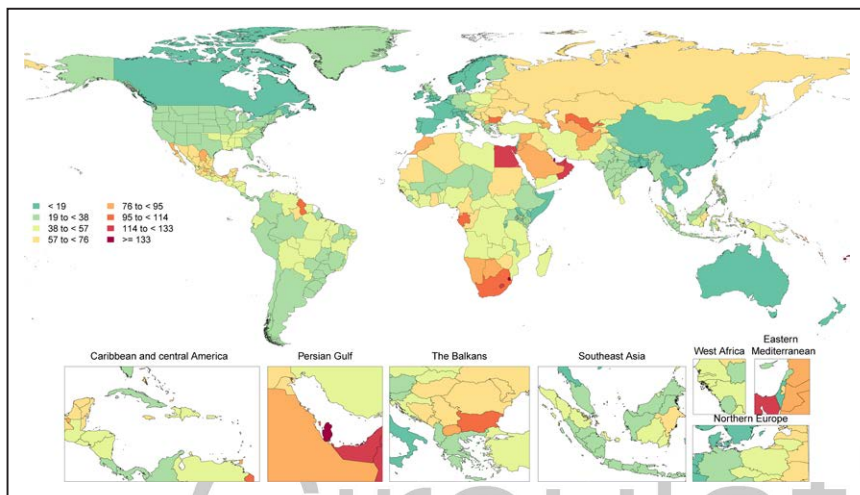 < 19
19 to < 38
38 to < 57
57 to < 76
76 to < 95
95 to < 114
114 to < 133
>= 133
Caribbean and central America
Persian Gulf
The Balkans
Southeast Asia
West Africa
Eastern
Mediterranean
Northern Europe